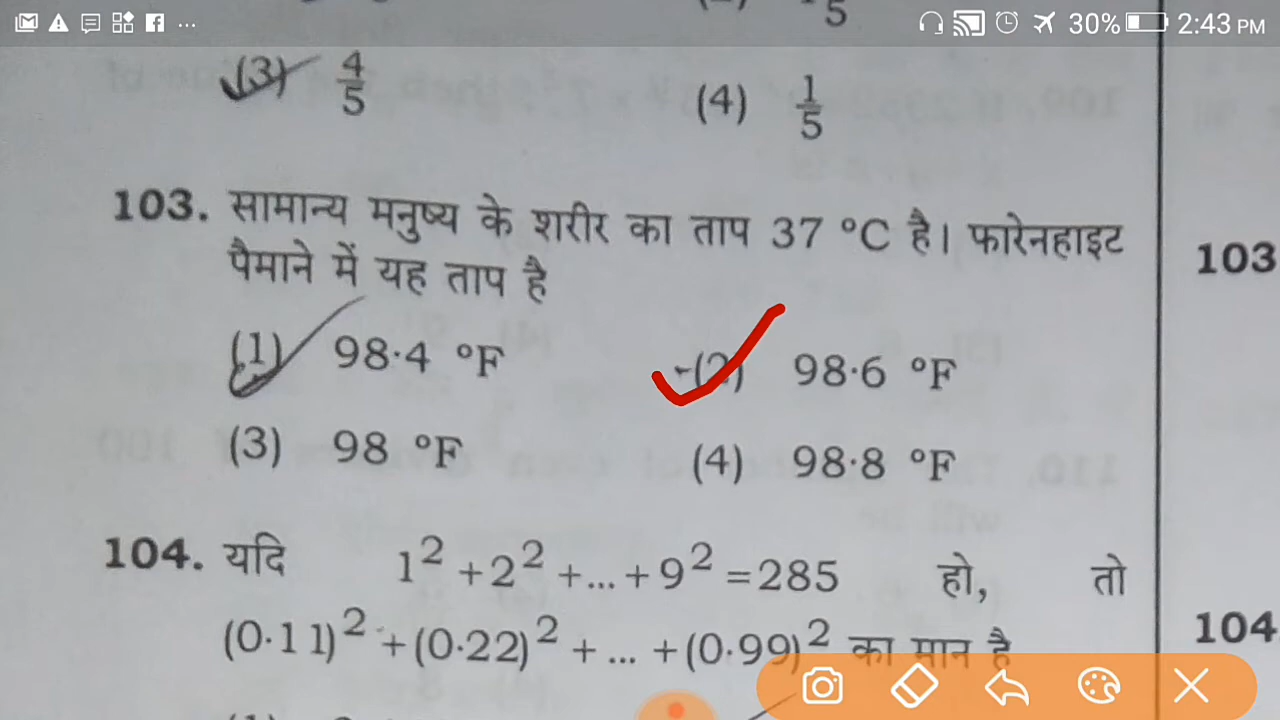 30% 2:43 PM
5
(3) 4/5 (4) 1/5
103. सामान्य मनुष्य के शरीर का ताप 37 °C है। फारेनहाइट
पैमाने में यह ताप है
(1) 98·4 °F (2) 98·6 °F
(3) 98 °F (4) 98·8 °F
104. यदि 1² + 2² + ... + 9² = 285 हो, तो
(0·11)² + (0·22)² + ... + (0·99)² का मान है
103
104